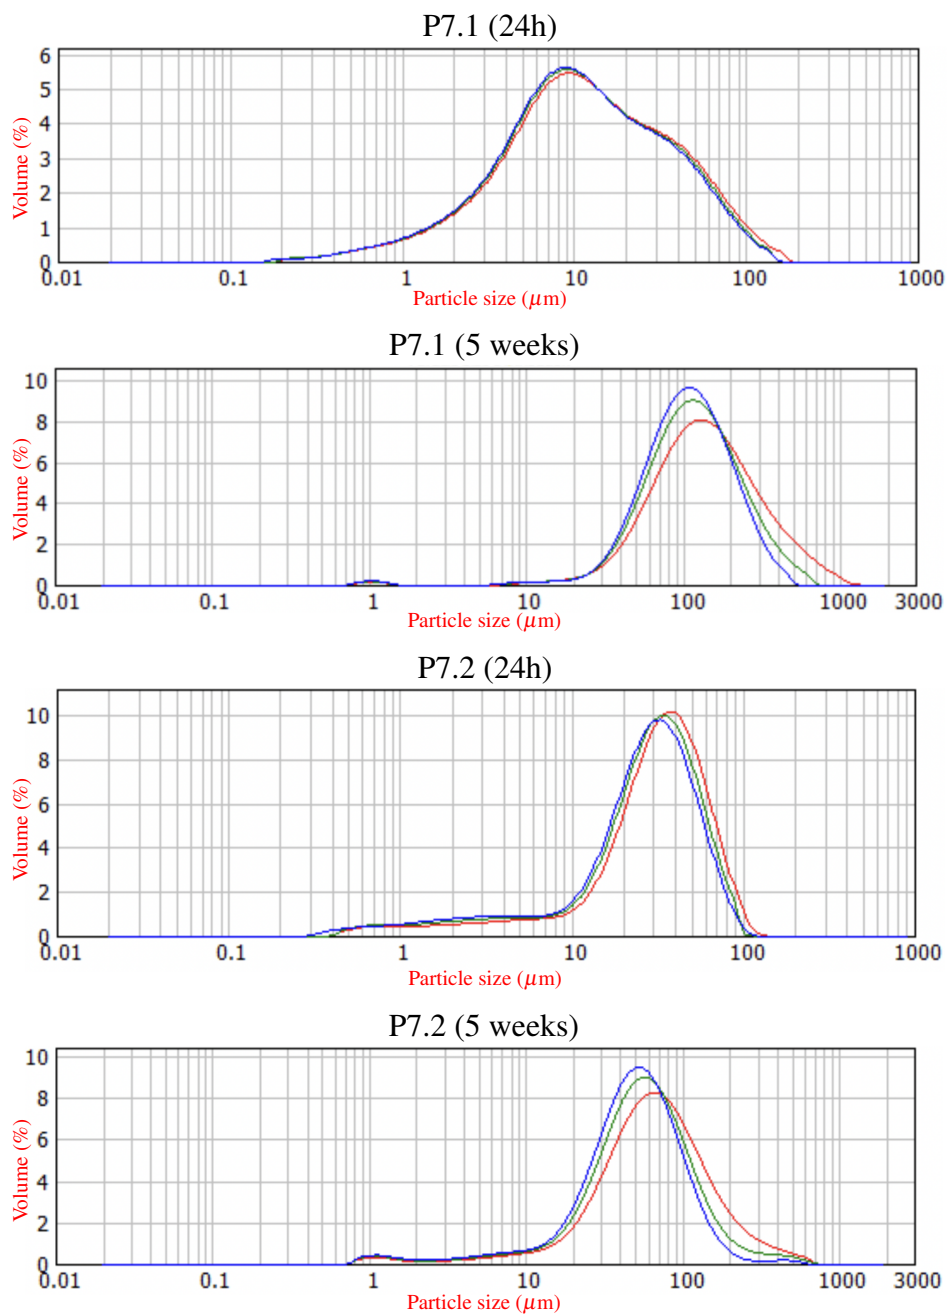 P7.1 (24h)
6
5
4
3
2
1
0
Volume (%)
0.01 0.1 1 10 100 1000
Particle size (μm)
P7.1 (5 weeks)
10
8
6
4
2
0
Volume (%)
0.01 0.1 1 10 100 1000 3000
Particle size (μm)
P7.2 (24h)
10
8
6
4
2
0
Volume (%)
0.01 0.1 1 10 100 1000
Particle size (μm)
P7.2 (5 weeks)
10
8
6
4
2
0
Volume (%)
0.01 0.1 1 10 100 1000 3000
Particle size (μm)